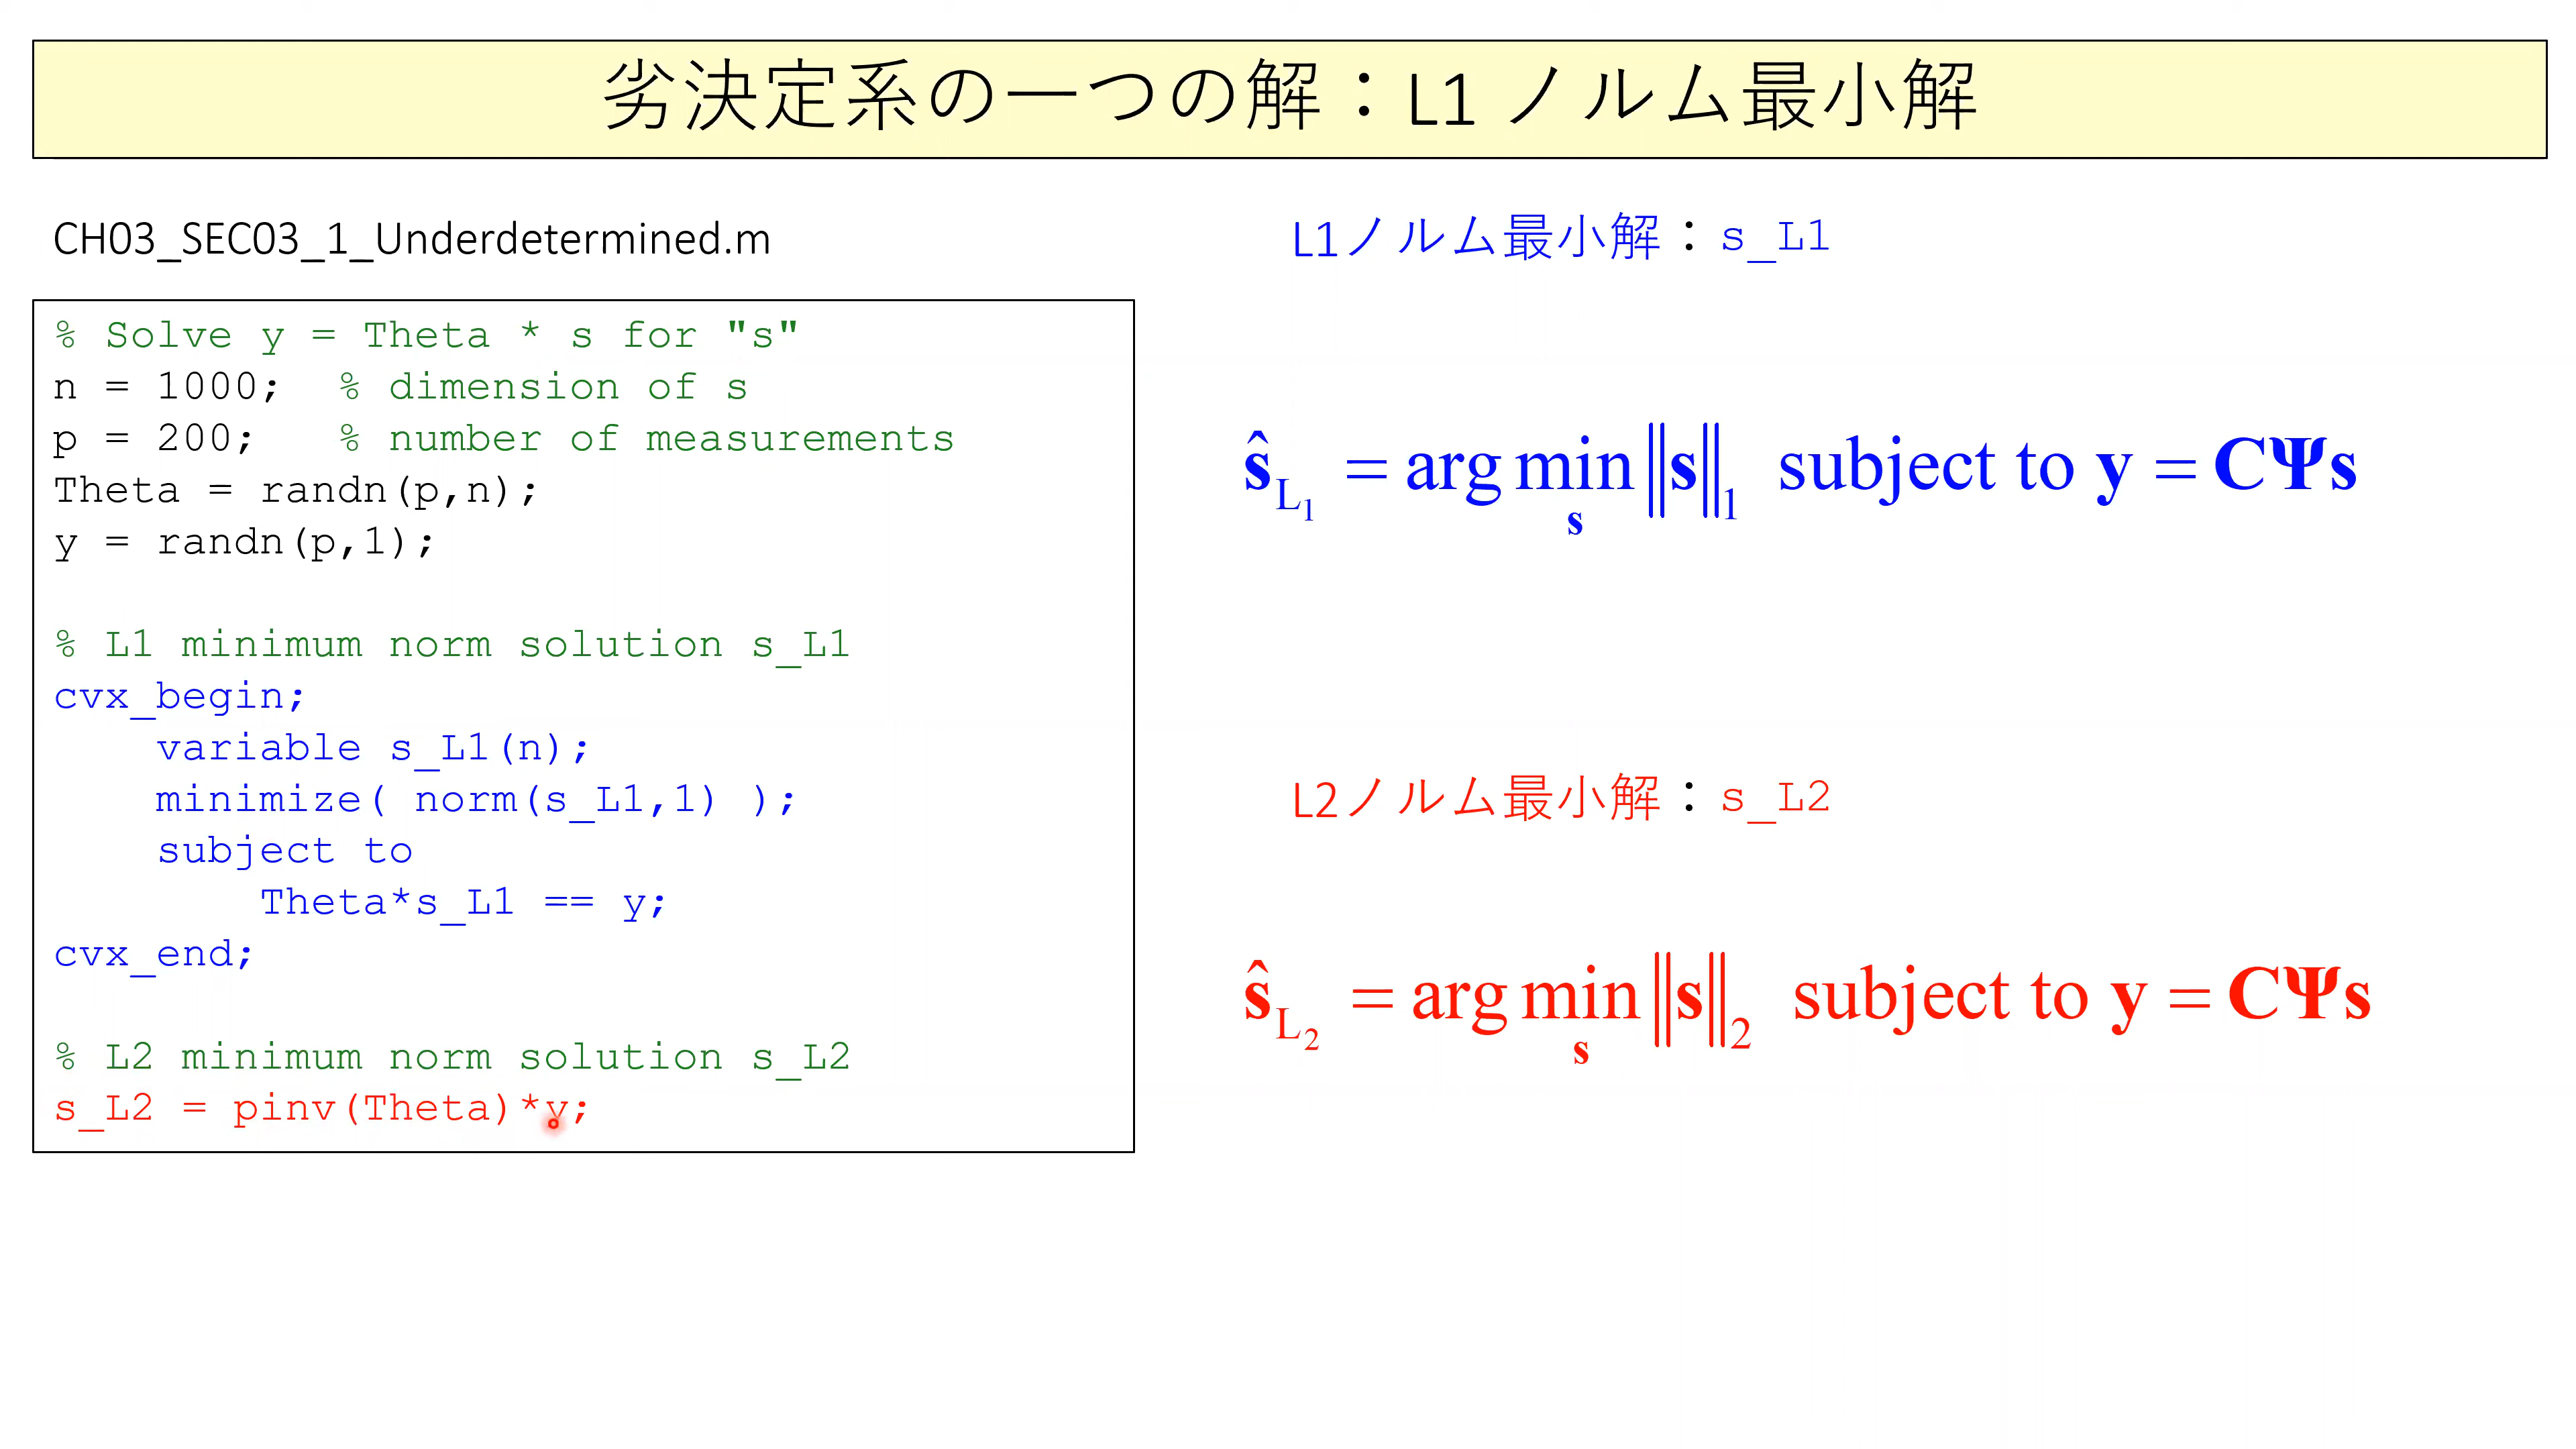 劣決定系の一つの解：L1 ノルム最小解
CH03_SEC03_1_Underdetermined.m
% Solve y = Theta * s for "s"
n = 1000;  % dimension of s
p = 200;   % number of measurements
Theta = randn(p,n);
y = randn(p,1);
% L1 minimum norm solution s_L1
cvx_begin;
    variable s_L1(n);
    minimize( norm(s_L1,1) );
    subject to
        Theta*s_L1 == y;
cvx_end;
% L2 minimum norm solution s_L2
s_L2 = pinv(Theta)*y;
L1ノルム最小解：s_L1
ŝ_L₁ = arg min_s ‖s‖₁ subject to y = CΨs
L2ノルム最小解：s_L2
ŝ_L₂ = arg min_s ‖s‖₂ subject to y = CΨs